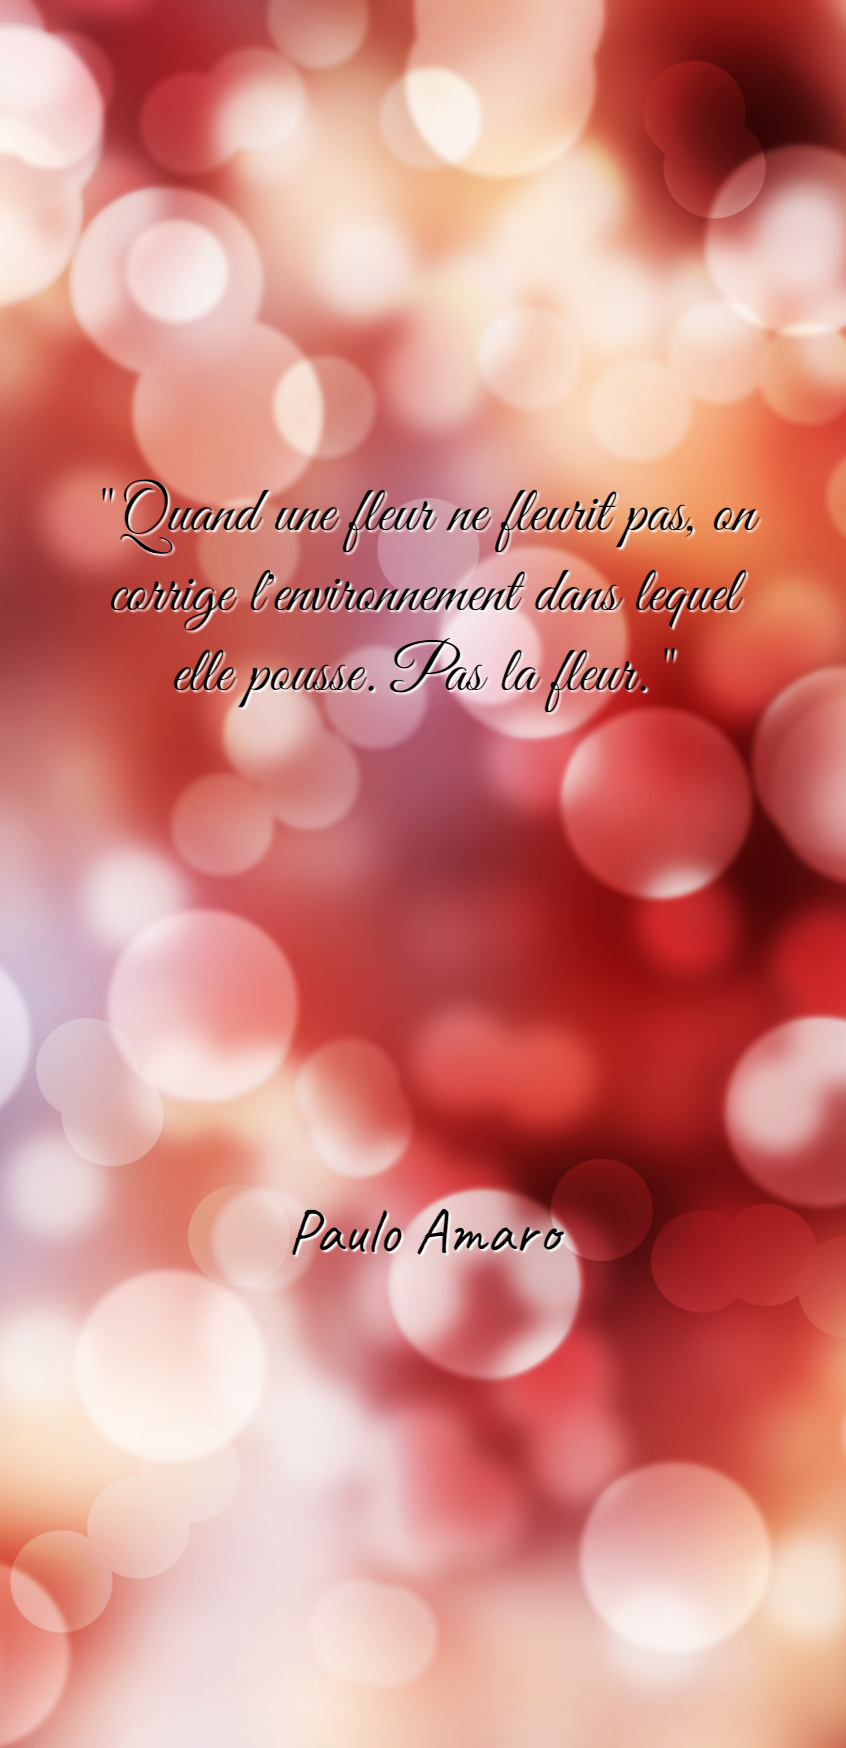 "Quand une fleur ne fleurit pas, on
corrige l'environnement dans lequel
elle pousse. Pas la fleur. "
Paulo Amaro